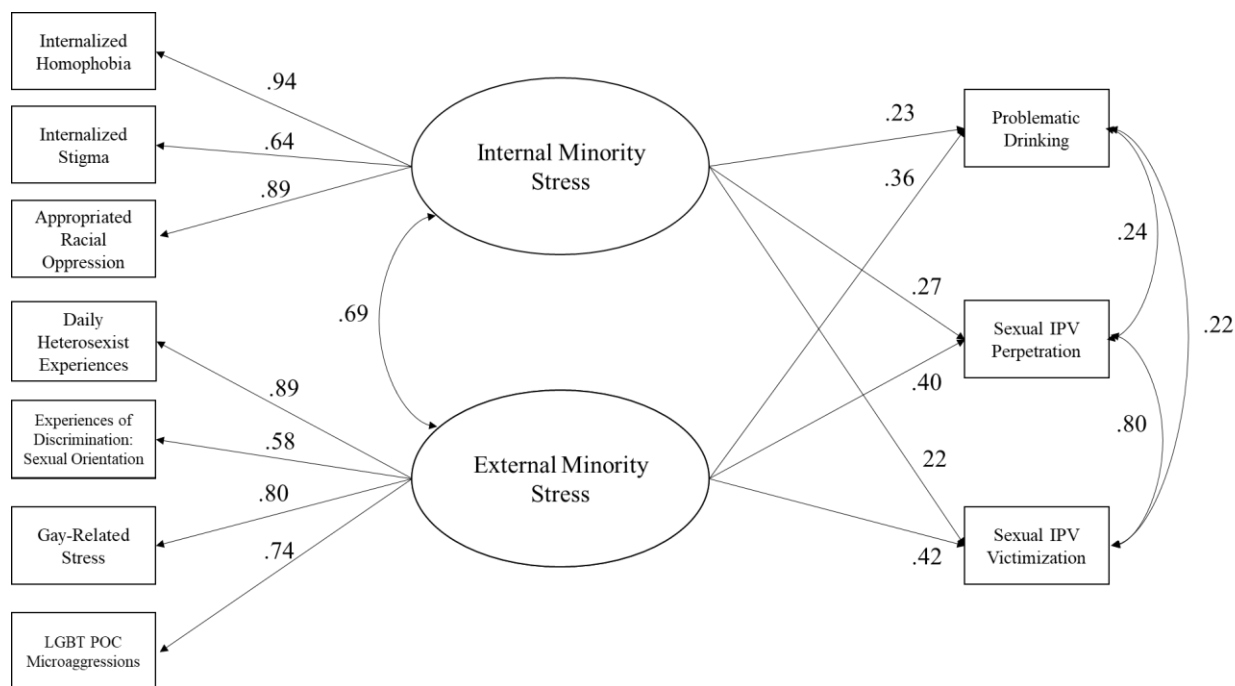 Internalized
Homophobia
.94
Internalized
Stigma
.64
Appropriated
Racial
Oppression
.89
Internal Minority
Stress
.69
Daily
Heterosexist
Experiences
.89
Experiences of
Discrimination:
Sexual Orientation
.58
Gay-Related
Stress
.80
LGBT POC
Microaggressions
.74
External Minority
Stress
.23
.36
.27
.40
22
.42
Problematic
Drinking
Sexual IPV
Perpetration
Sexual IPV
Victimization
.24
.22
.80